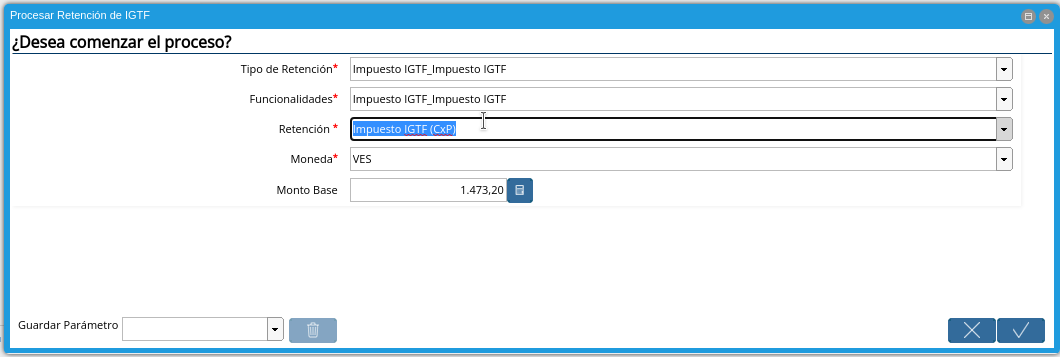 Procesar Retención de IGTF
¿Desea comenzar el proceso?
Tipo de Retención* Impuesto IGTF_Impuesto IGTF
Funcionalidades* Impuesto IGTF_Impuesto IGTF
Retención * Impuesto IGTF (CxP)
Moneda* VES
Monto Base 1.473,20
Guardar Parámetro